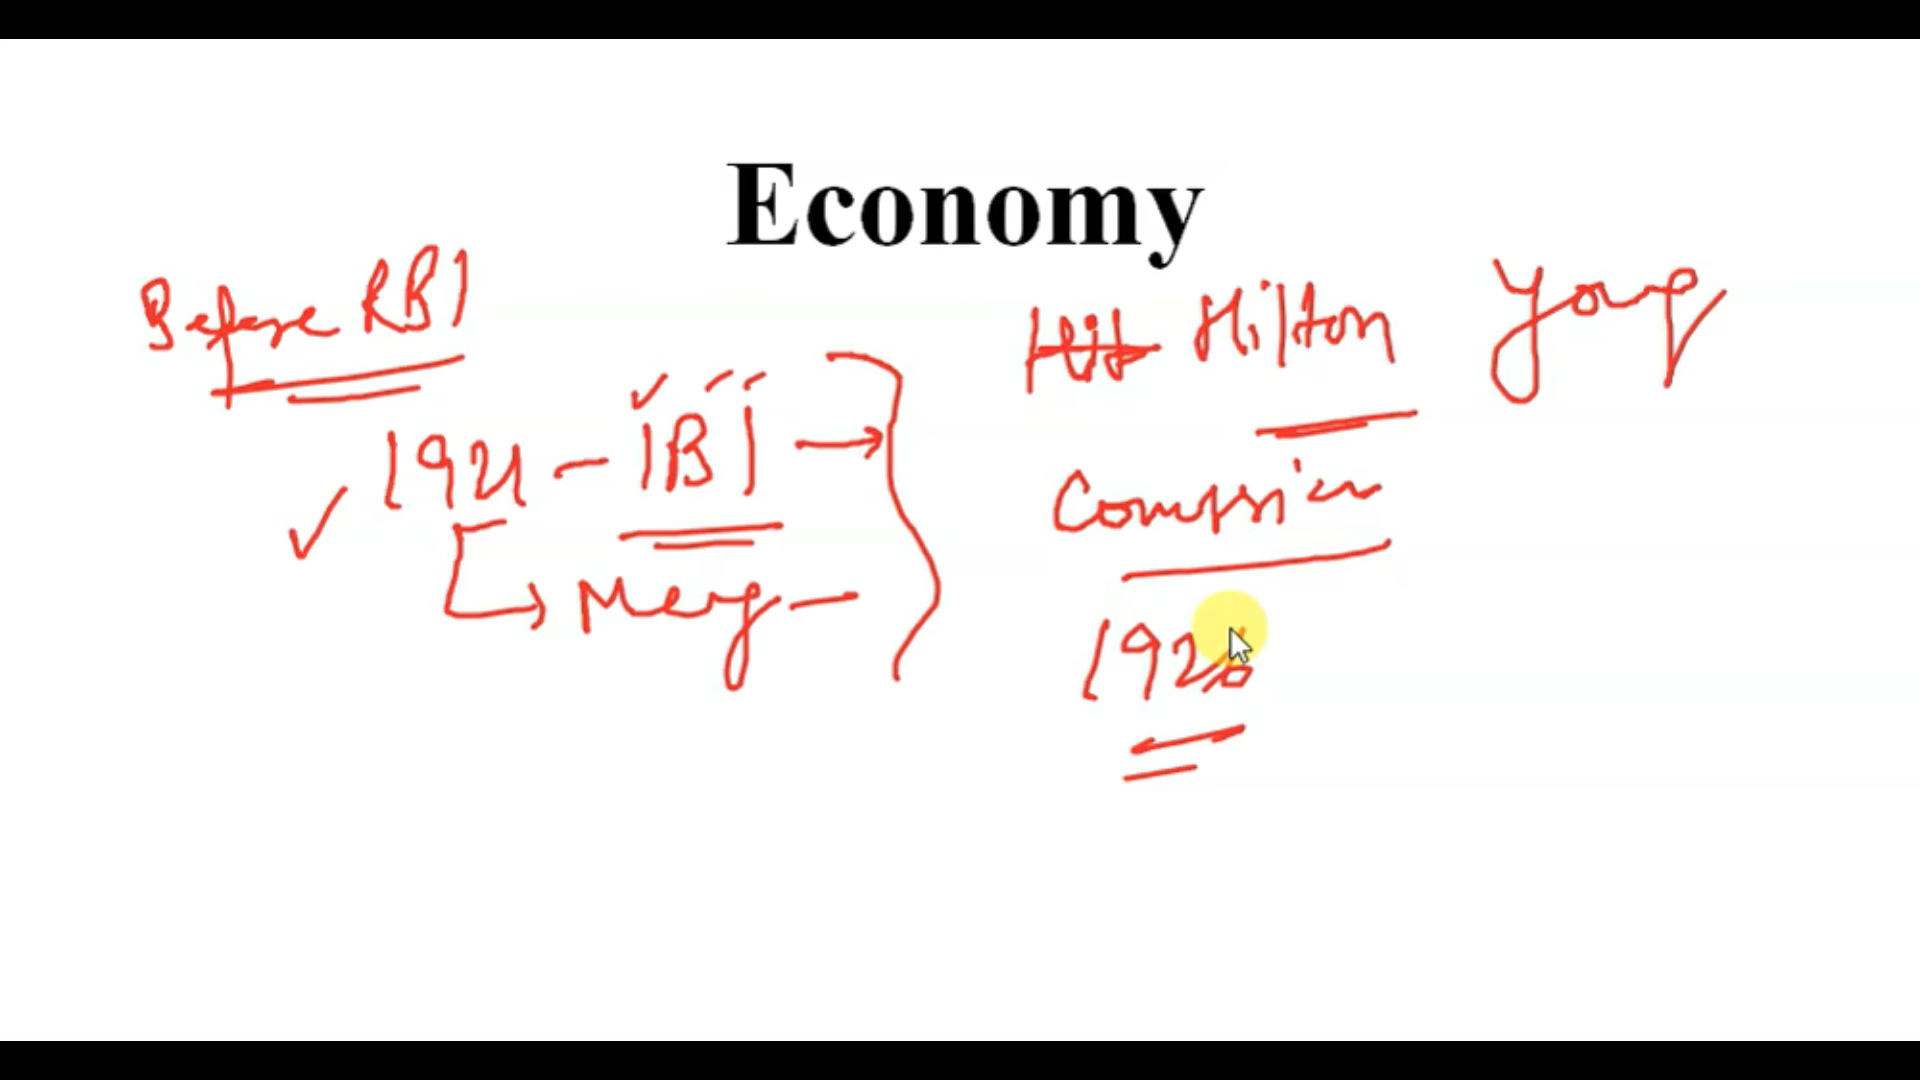 Economy
Before RBI
1921 - IBI →
Merg -
Hilton Young
Commission
1926